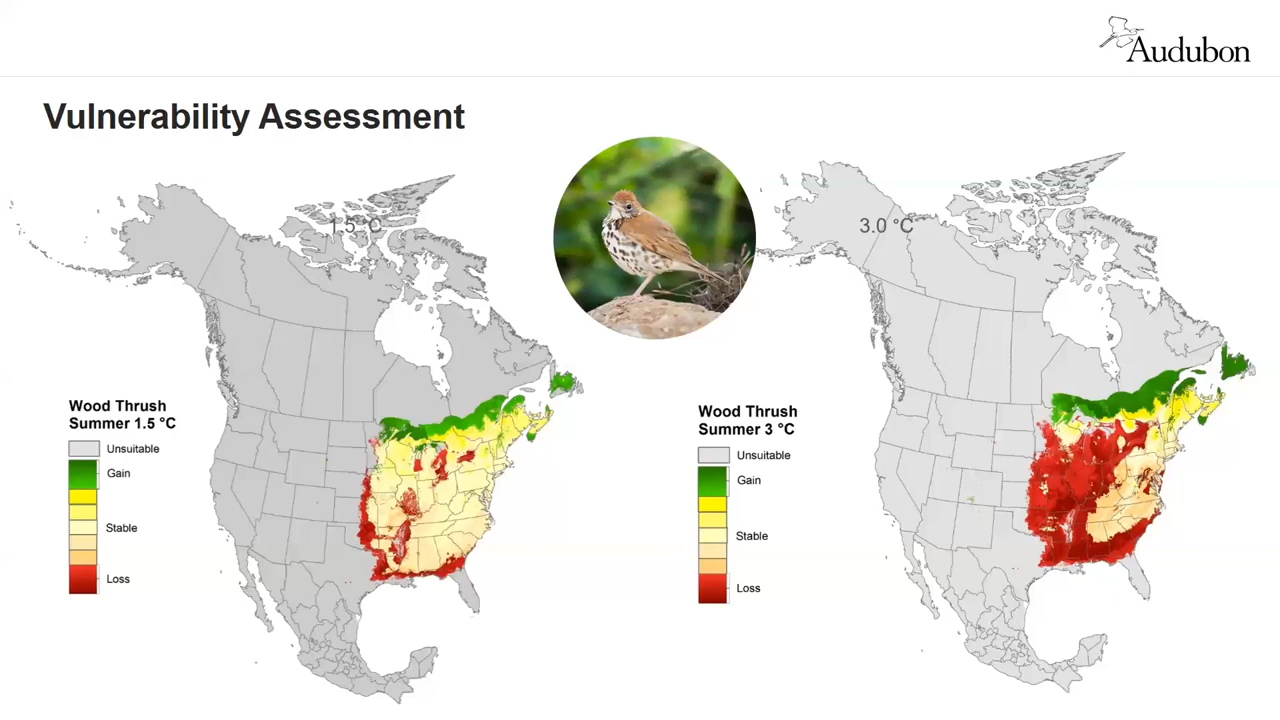 Audubon
Vulnerability Assessment
1.5 °C
3.0 °C
Wood Thrush
Summer 1.5 °C
Unsuitable
Gain
Stable
Loss
Wood Thrush
Summer 3 °C
Unsuitable
Gain
Stable
Loss